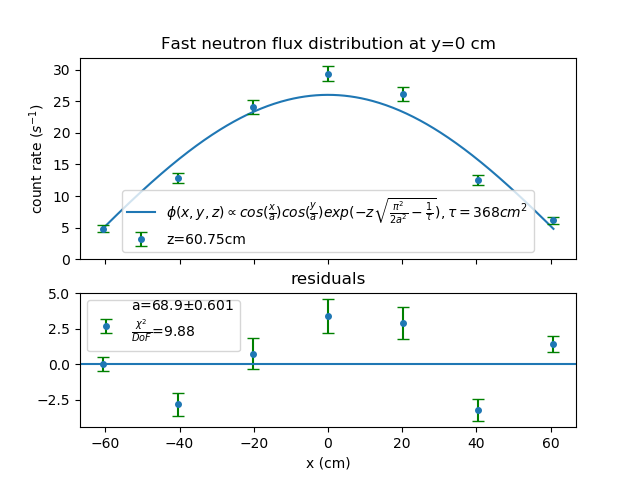 Fast neutron flux distribution at y=0 cm
30
25
20
15
10
5
0
count rate (s⁻¹)
ϕ(x, y, z) ∝ cos(x/a)cos(y/a)exp(−z√(π²/2a² − 1/τ)), τ = 368cm²
z=60.75cm
residuals
5.0
2.5
0.0
−2.5
a=68.9±0.601
χ²/DoF=9.88
−60 −40 −20 0 20 40 60
x (cm)